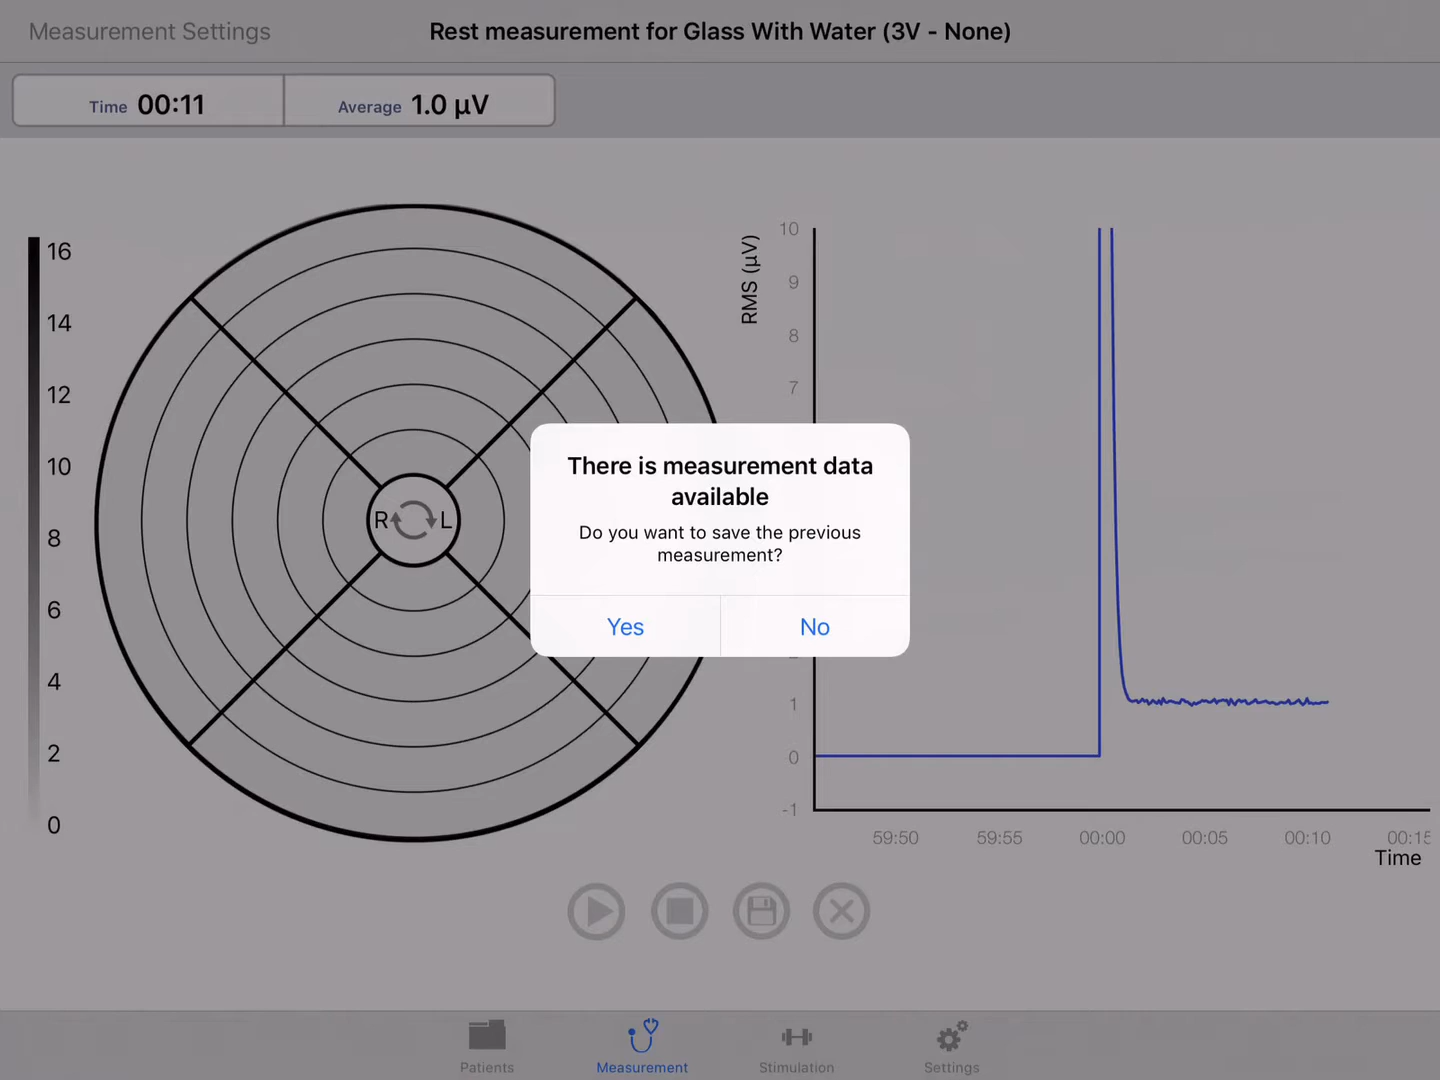 Measurement Settings
Rest measurement for Glass With Water (3V - None)
Time 00:11
Average 1.0 µV
16
14
12
10
8
6
4
2
0
R L
RMS (µV)
10
9
8
7
1
0
-1
59:50 59:55 00:00 00:05 00:10 00:15
Time
There is measurement data
available
Do you want to save the previous
measurement?
Yes No
Patients Measurement Stimulation Settings